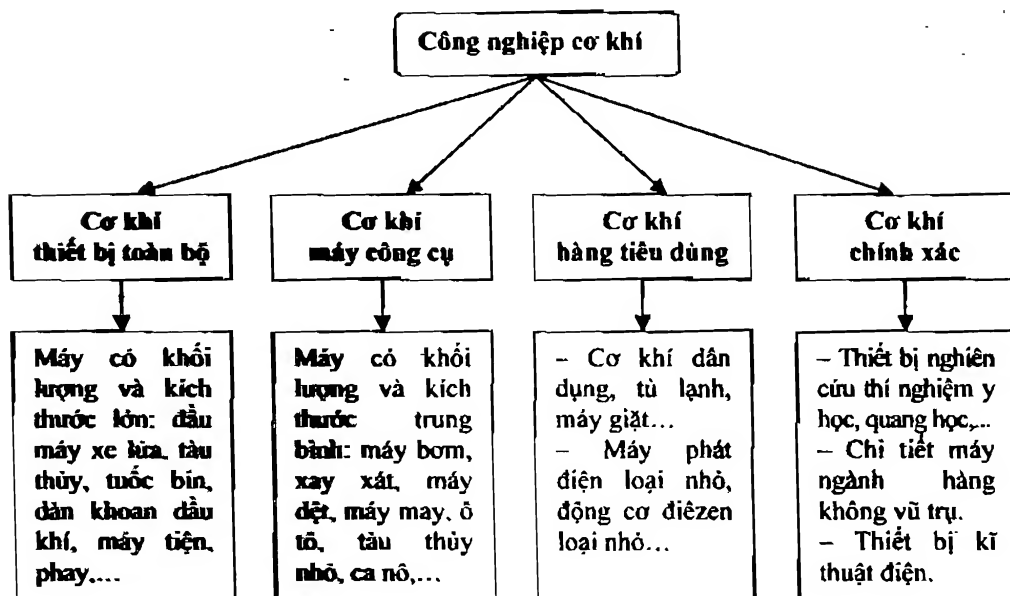 Công nghiệp cơ khí
Cơ khí
thiết bị toàn bộ
Cơ khí
máy công cụ
Cơ khí
hàng tiêu dùng
Cơ khí
chính xác
Máy có khối
lượng và kích
thước lớn: đầu
máy xe lửa, tàu
thủy, tuốc bin,
dàn khoan dầu
khí, máy tiện,
phay,...
Máy có khối
lượng và kích
thước trung
bình: máy bơm,
xay xát, máy
dệt, máy may, ô
tô, tàu thủy
nhỏ, ca nô,...
– Cơ khí dân
dụng, tủ lạnh,
máy giặt...
– Máy phát
điện loại nhỏ,
động cơ điêzen
loại nhỏ...
– Thiết bị nghiên
cứu thí nghiệm y
học, quang học,...
– Chi tiết máy
ngành hàng
không vũ trụ.
– Thiết bị kĩ
thuật điện.